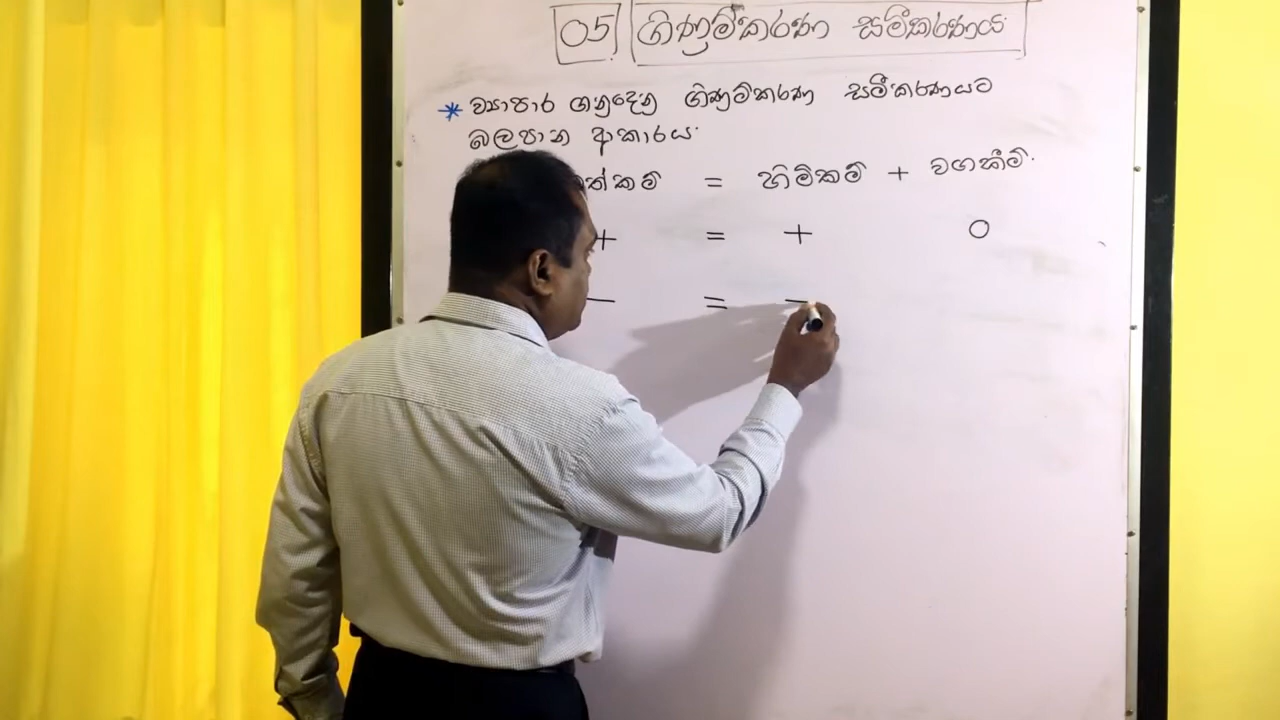 05 ගිණුම්කරණ සමීකරණය
* ව්‍යාපාර ගනුදෙනු ගිණුම්කරණ සමීකරණයට
බලපාන ආකාරය.
ත්කම් = හිමිකම් + වගකීම්.
+ = + 0
- = -